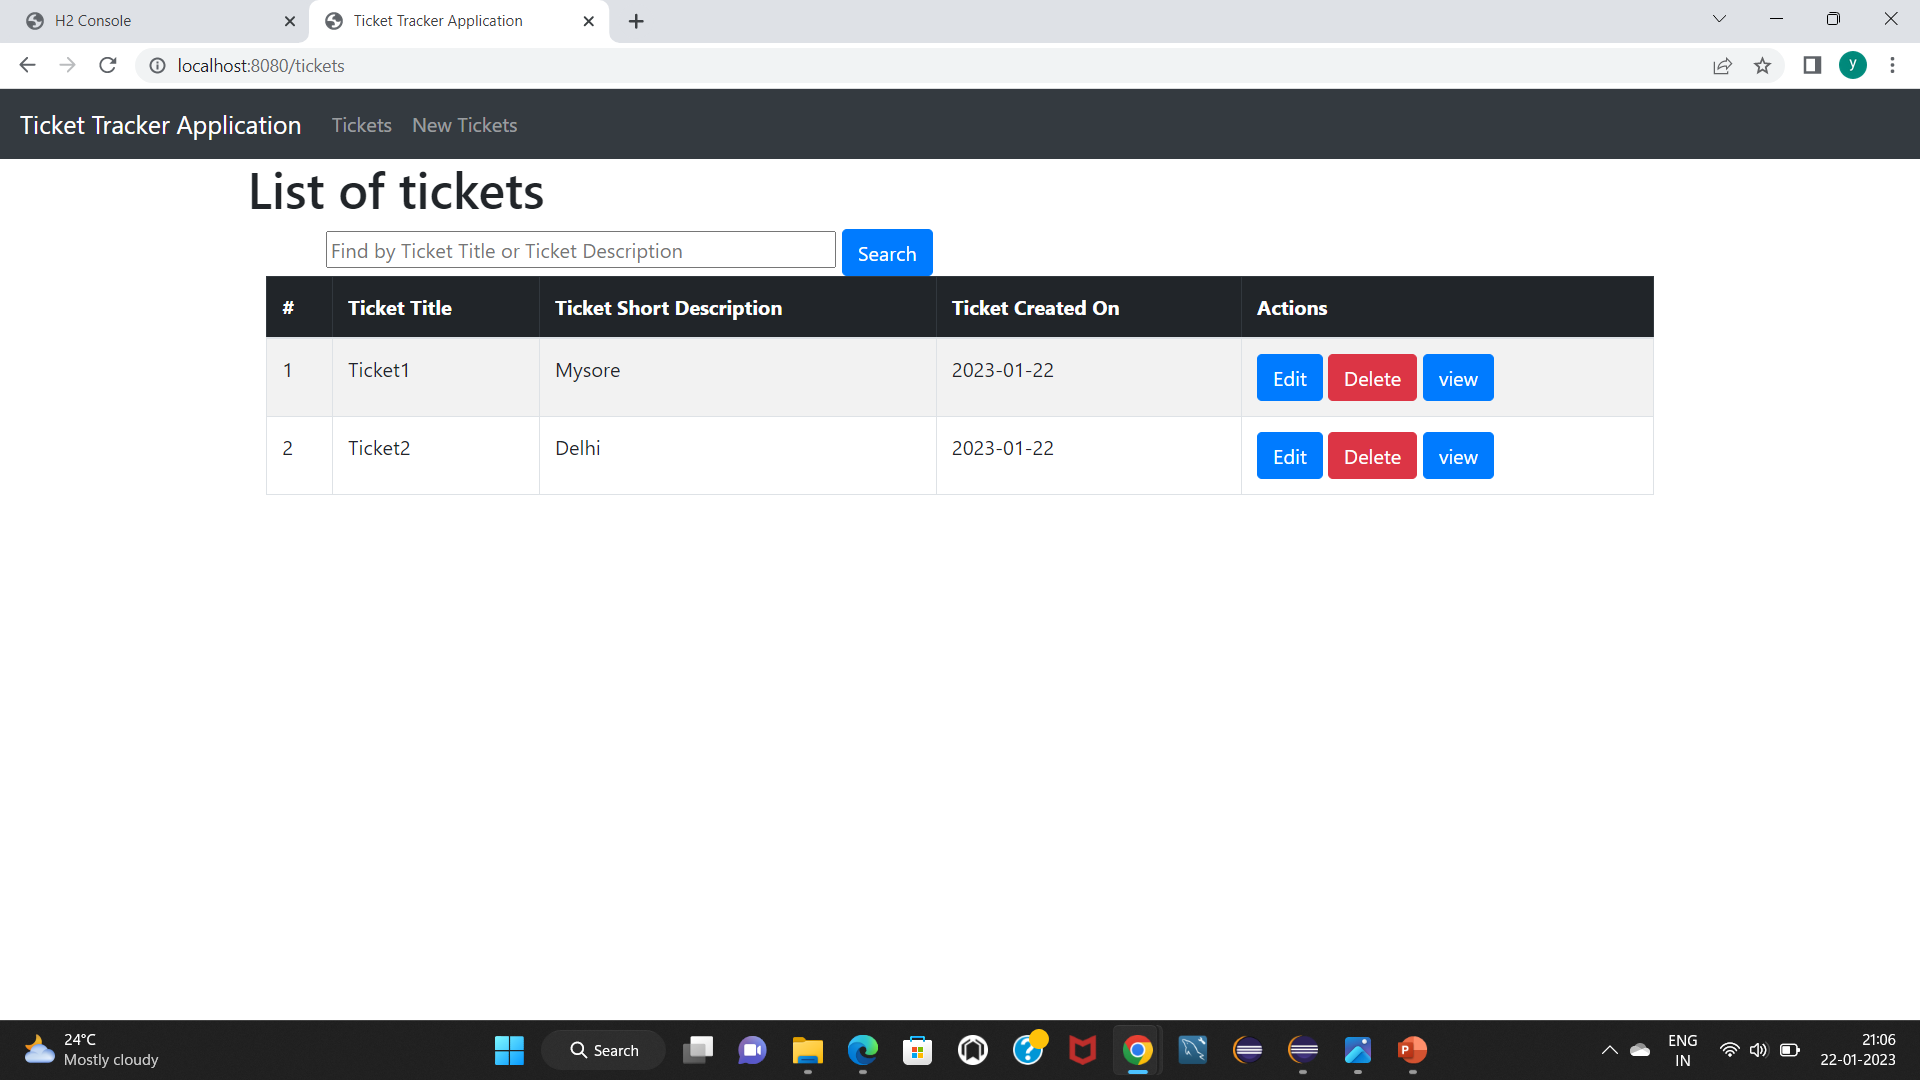 H2 Console
Ticket Tracker Application
localhost:8080/tickets
y
Ticket Tracker Application Tickets New Tickets
List of tickets
Find by Ticket Title or Ticket Description Search
# Ticket Title Ticket Short Description Ticket Created On Actions
1 Ticket1 Mysore 2023-01-22 Edit Delete view
2 Ticket2 Delhi 2023-01-22 Edit Delete view
24°C
Mostly cloudy
Search
P
ENG
IN
21:06
22-01-2023